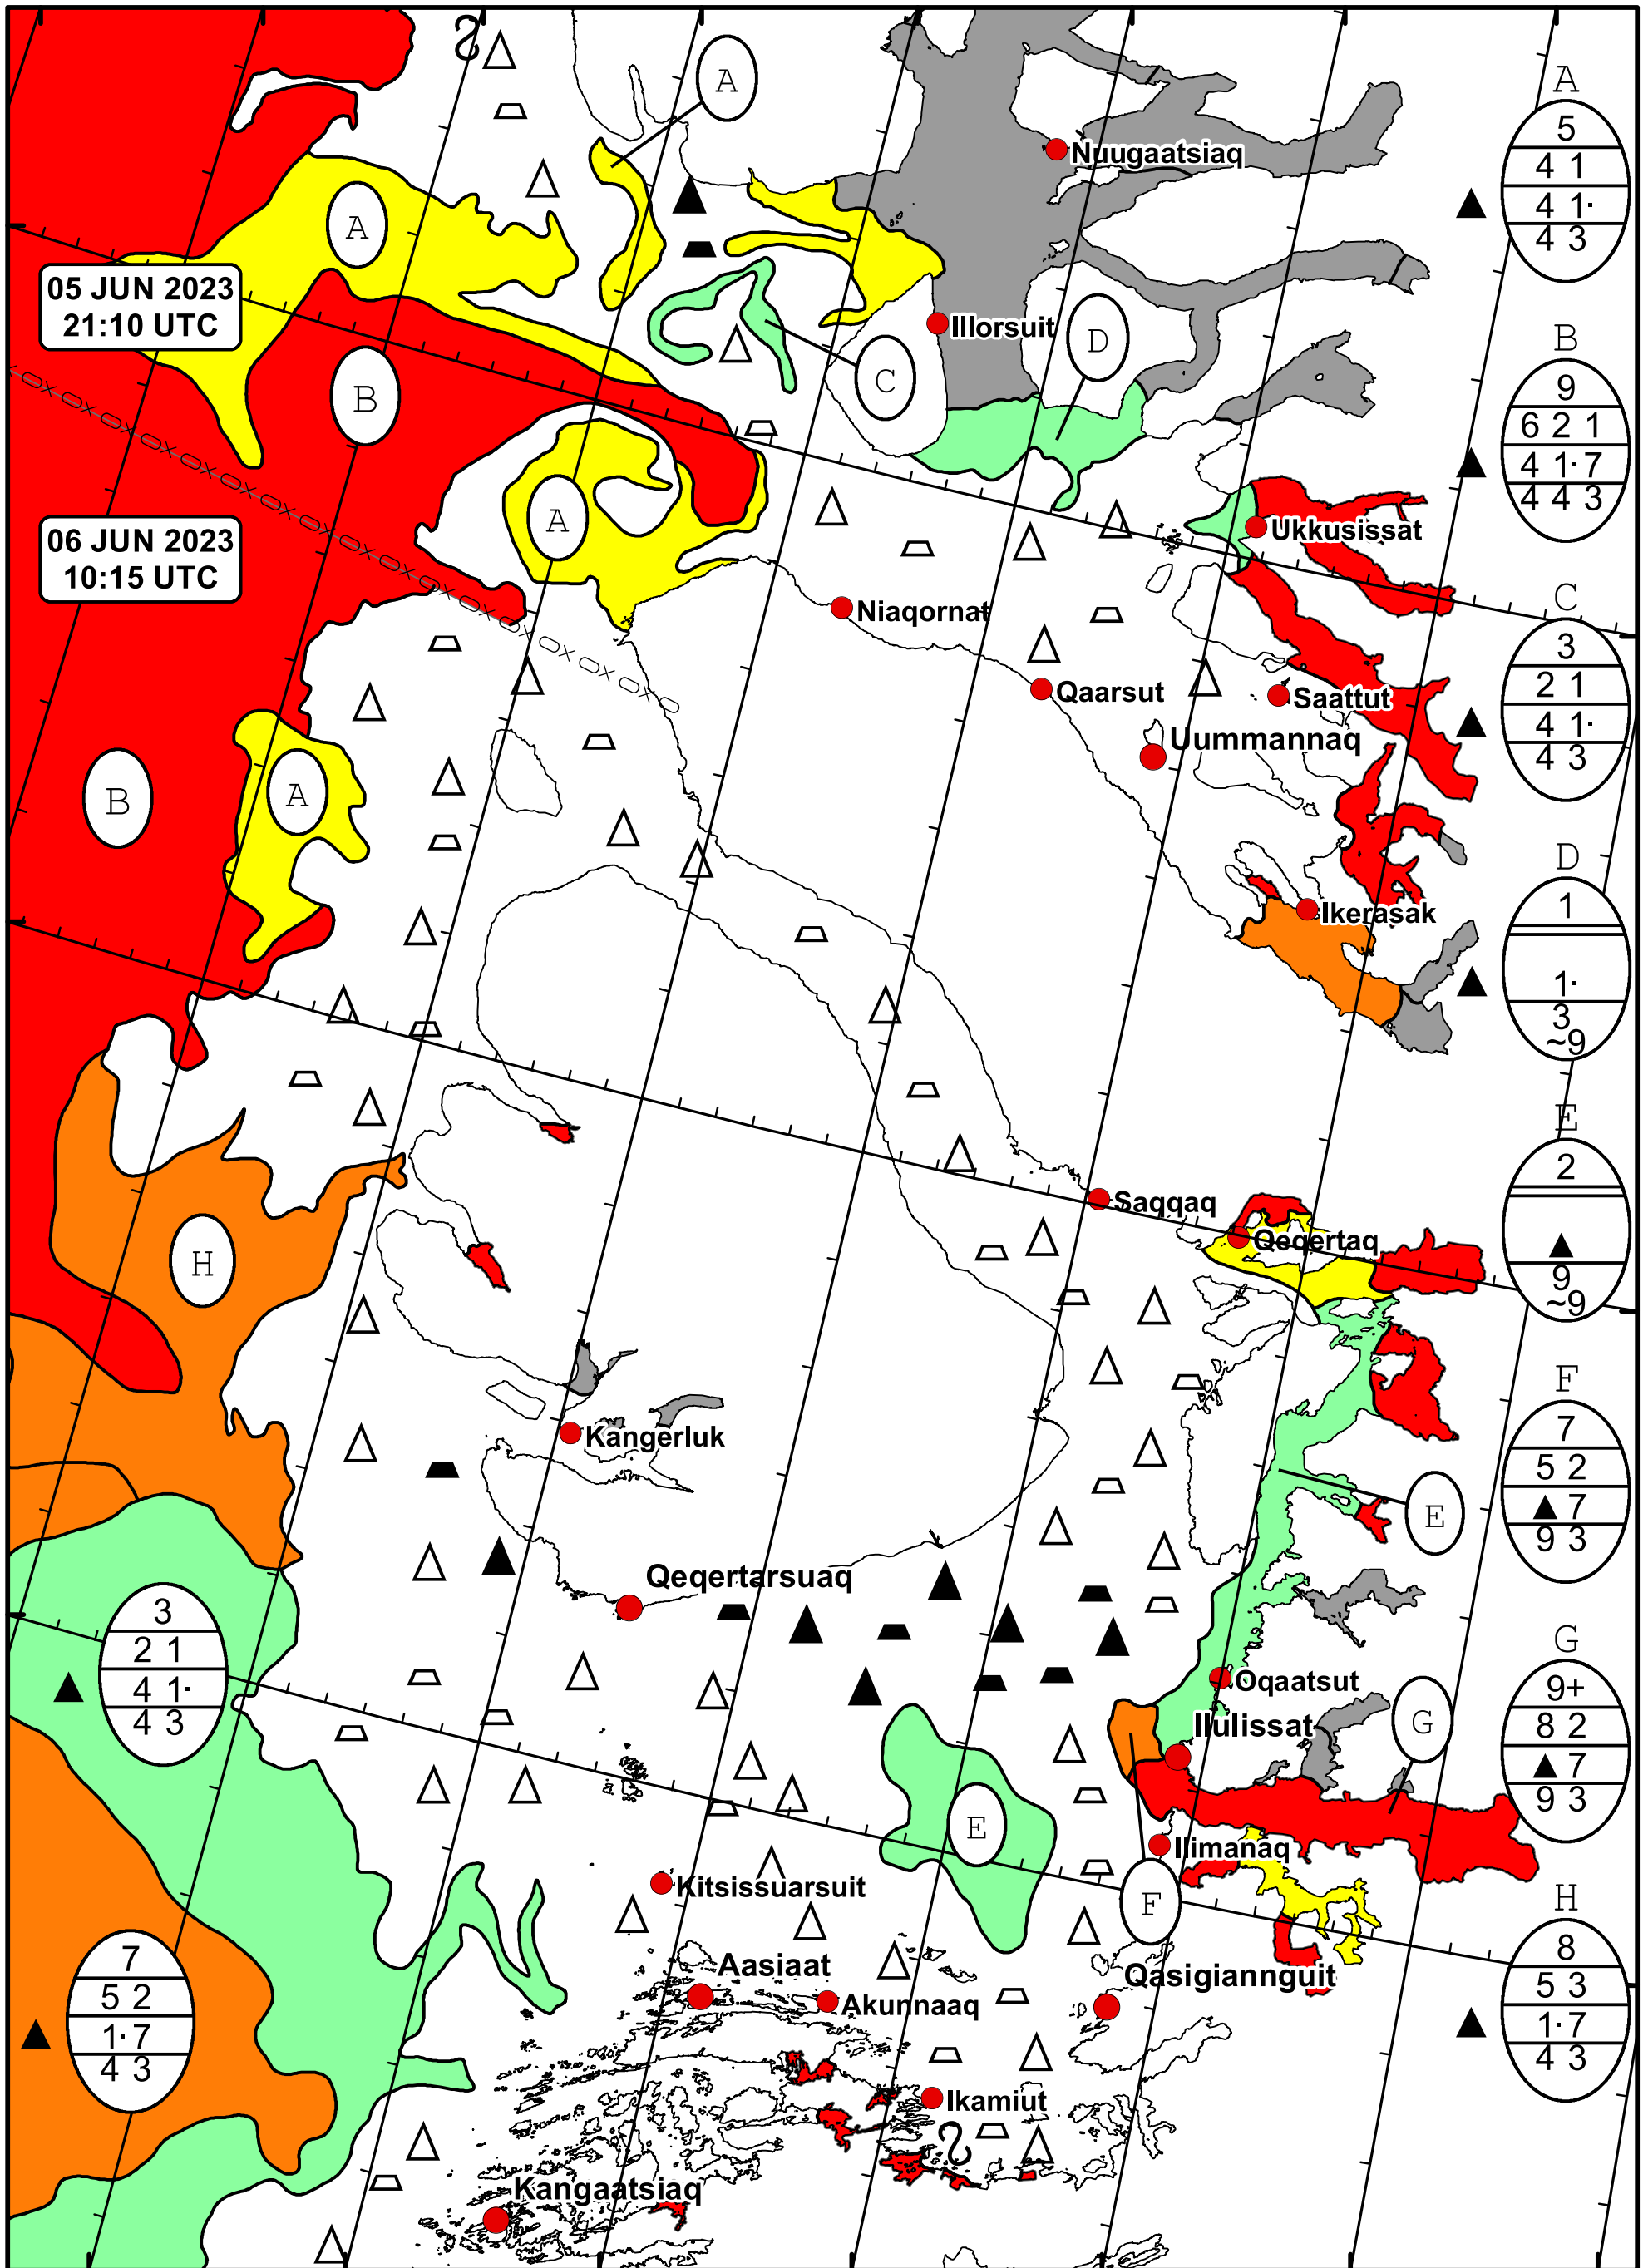 A
A
A
5
4 1
4 1·
4 3
Nuugaatsiaq
05 JUN 2023
21:10 UTC
Illorsuit
D
C
B
B
9
6 2 1
4 1·7
4 4 3
A
Ukkusissat
06 JUN 2023
10:15 UTC
Niaqornat
C
3
2 1
4 1·
4 3
Qaarsut
Saattut
Uummannaq
B
A
D
1
1·
3
~9
Ikerasak
E
2
9
~9
Saqqaq
Qeqertaq
H
F
7
5 2
7
9 3
Kangerluk
E
Qeqertarsuaq
3
2 1
4 1·
4 3
Oqaatsut
Ilulissat
G
G
9+
8 2
7
9 3
E
Ilimanaq
Kitsissuarsuit
F
H
8
5 3
1·7
4 3
7
5 2
1·7
4 3
Aasiaat
Akunnaaq
Qasigiannguit
Ikamiut
Kangaatsiaq